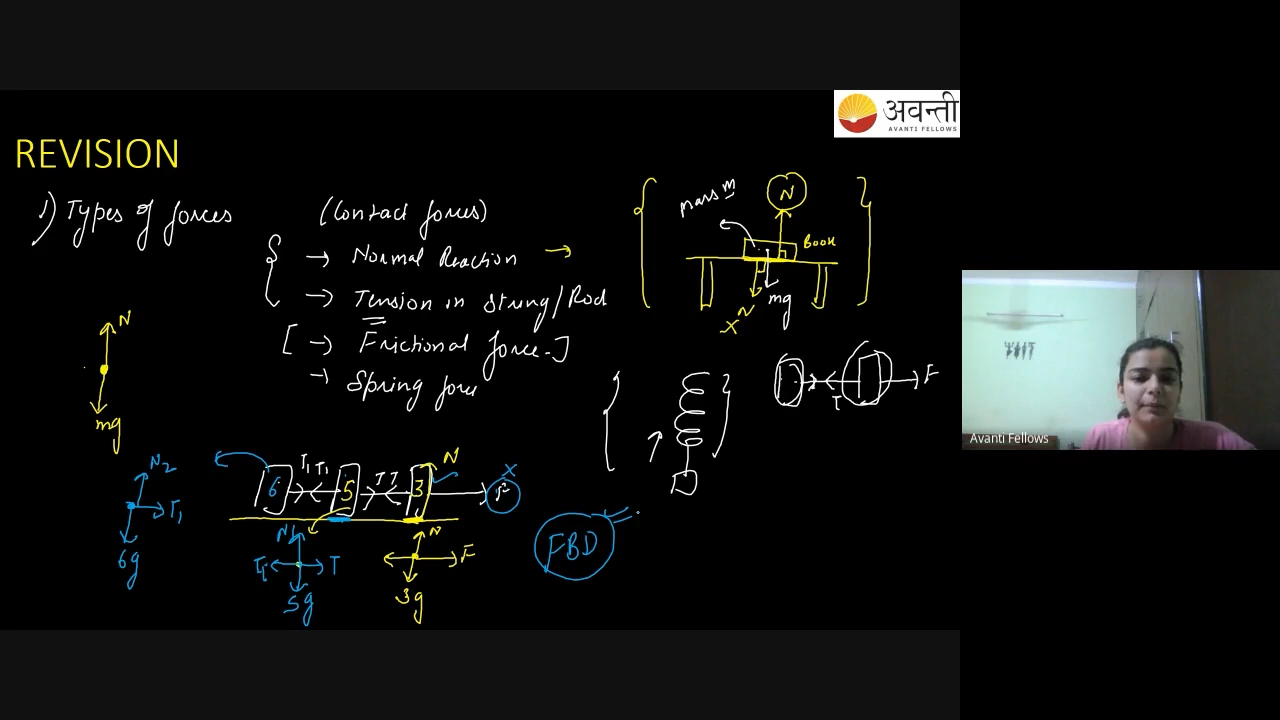 अवन्ती
AVANTI FELLOWS
REVISION
1) Types of forces
(Contact forces)
→ Normal Reaction →
→ Tension in string/Rod
[ → Frictional force - ]
→ Spring force
mass m
N
Book
mg
N
mg
T
F
N2
T1
6g
6
T1 T1
5
T T
3
N
F
X
N1
T1
T
5g
N
F
3g
FBD
Avanti Fellows